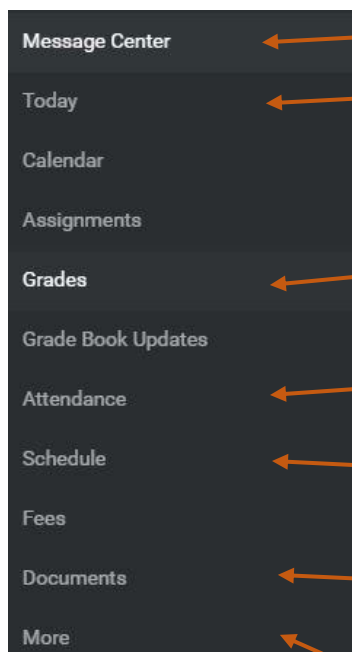 Message Center
Today
Calendar
Assignments
Grades
Grade Book Updates
Attendance
Schedule
Fees
Documents
More